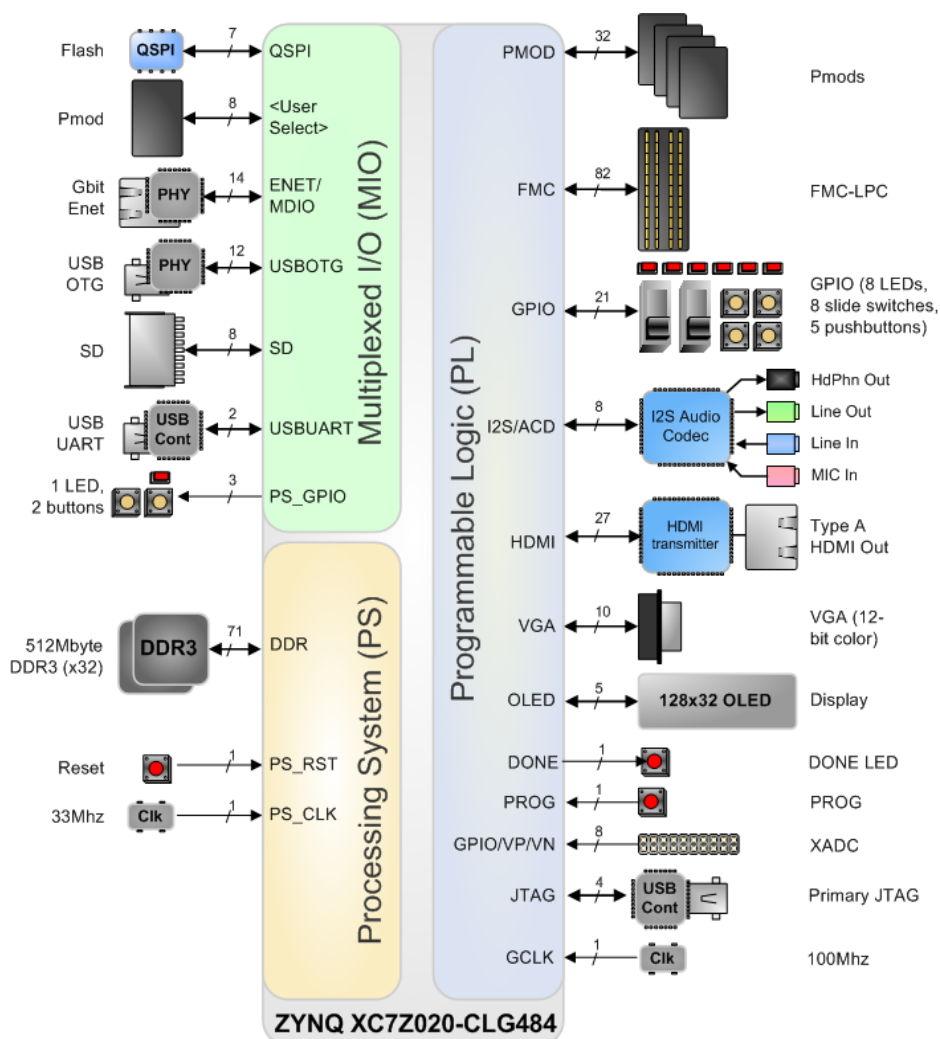 Flash
QSPI
7
QSPI
Pmod
8
<User
Select>
Gbit
Enet
PHY
14
ENET/
MDIO
USB
OTG
PHY
12
USBOTG
SD
8
SD
USB
UART
USB
Cont
2
USBUART
1 LED,
2 buttons
3
PS_GPIO
Multiplexed I/O (MIO)
512Mbyte
DDR3 (x32)
DDR3
71
DDR
Reset
1
PS_RST
33Mhz
Clk
1
PS_CLK
Processing System (PS)
Programmable Logic (PL)
PMOD
32
Pmods
FMC
82
FMC-LPC
GPIO
21
GPIO (8 LEDs,
8 slide switches,
5 pushbuttons)
I2S/ACD
8
I2S Audio
Codec
HdPhn Out
Line Out
Line In
MIC In
HDMI
27
HDMI
transmitter
Type A
HDMI Out
VGA
10
VGA (12-
bit color)
OLED
5
128x32 OLED
Display
DONE
1
DONE LED
PROG
1
PROG
GPIO/VP/VN
8
XADC
JTAG
4
USB
Cont
Primary JTAG
GCLK
1
Clk
100Mhz
ZYNQ XC7Z020-CLG484